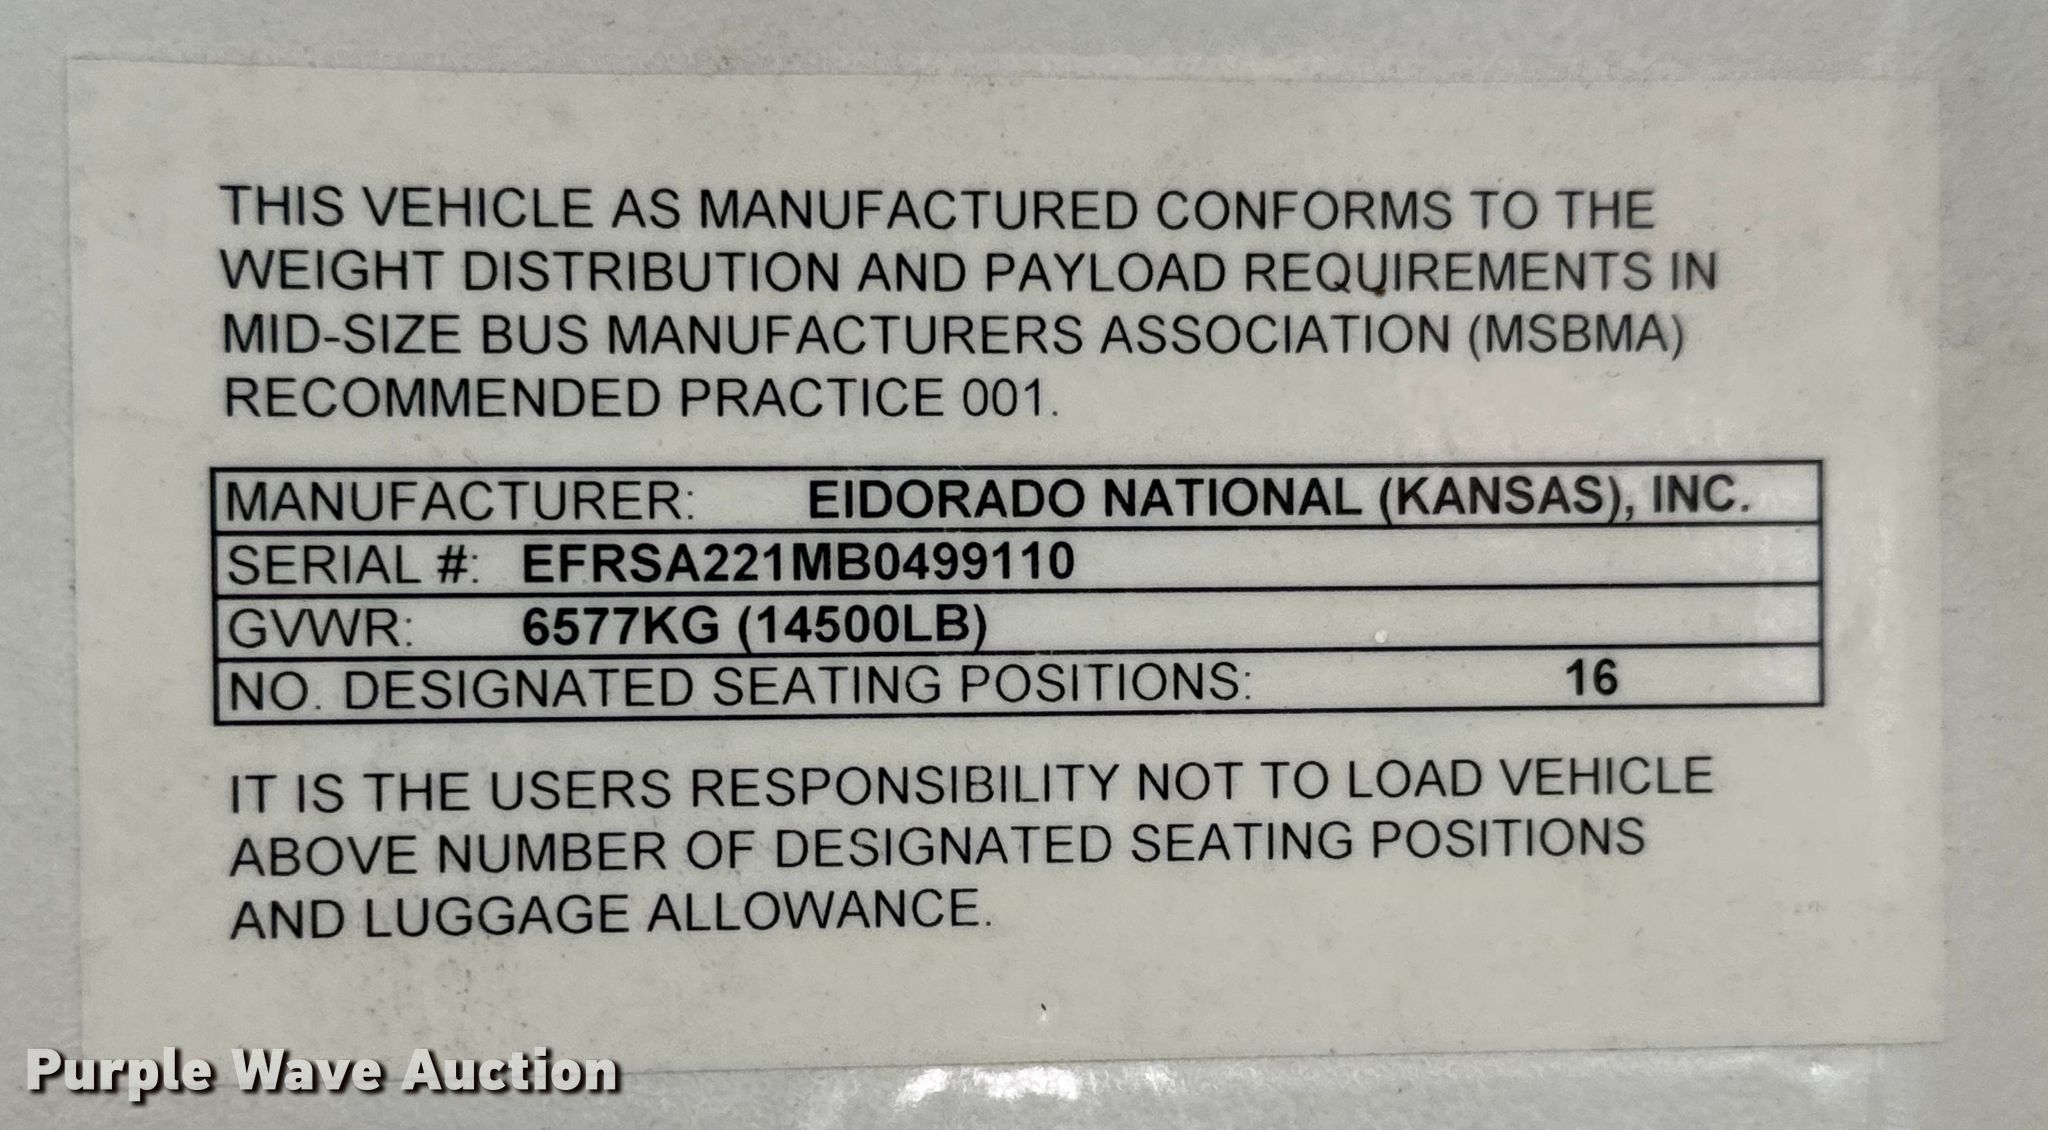 THIS VEHICLE AS MANUFACTURED CONFORMS TO THE
WEIGHT DISTRIBUTION AND PAYLOAD REQUIREMENTS IN
MID-SIZE BUS MANUFACTURERS ASSOCIATION (MSBMA)
RECOMMENDED PRACTICE 001.
MANUFACTURER: EIDORADO NATIONAL (KANSAS), INC.
SERIAL #: EFRSA221MB0499110
GVWR: 6577KG (14500LB)
NO. DESIGNATED SEATING POSITIONS: 16
IT IS THE USERS RESPONSIBILITY NOT TO LOAD VEHICLE
ABOVE NUMBER OF DESIGNATED SEATING POSITIONS
AND LUGGAGE ALLOWANCE.
Purple Wave Auction